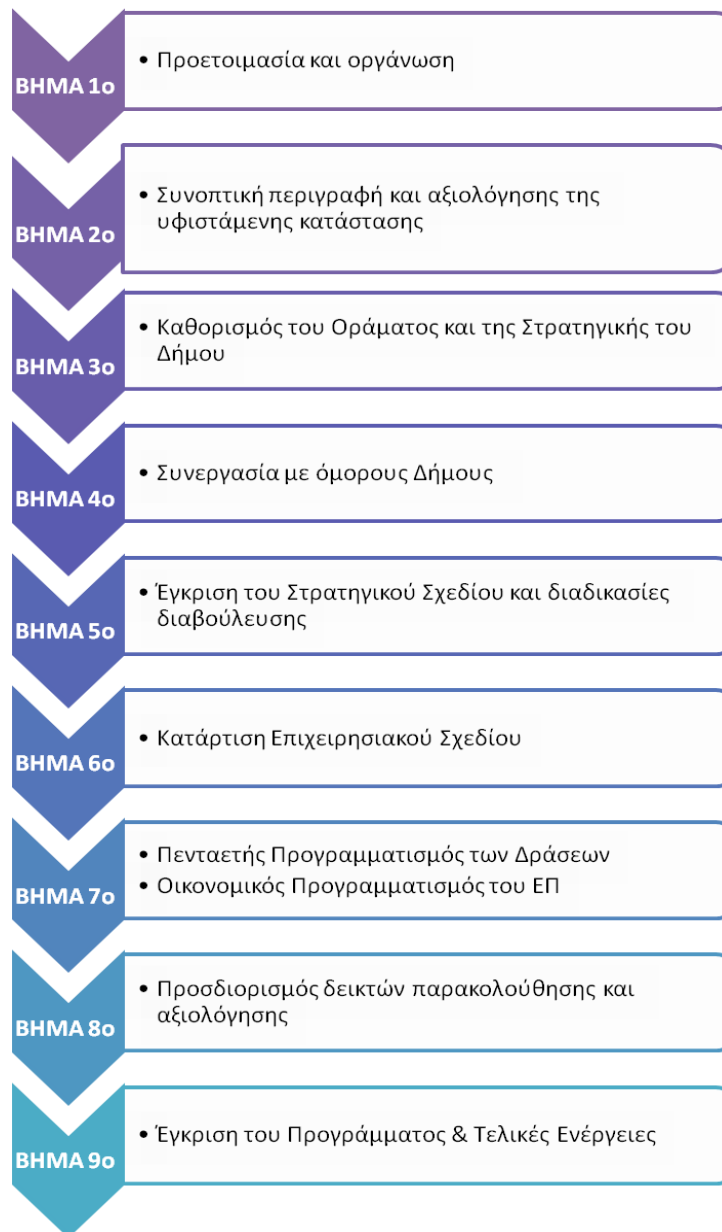 ΒΗΜΑ 1ο
• Προετοιμασία και οργάνωση
ΒΗΜΑ 2ο
• Συνοπτική περιγραφή και αξιολόγησης της
υφιστάμενης κατάστασης
ΒΗΜΑ 3ο
• Καθορισμός του Οράματος και της Στρατηγικής του
Δήμου
ΒΗΜΑ 4ο
• Συνεργασία με όμορους Δήμους
ΒΗΜΑ 5ο
• Έγκριση του Στρατηγικού Σχεδίου και διαδικασίες
διαβούλευσης
ΒΗΜΑ 6ο
• Κατάρτιση Επιχειρησιακού Σχεδίου
ΒΗΜΑ 7ο
• Πενταετής Προγραμματισμός των Δράσεων
• Οικονομικός Προγραμματισμός του ΕΠ
ΒΗΜΑ 8ο
• Προσδιορισμός δεικτών παρακολούθησης και
αξιολόγησης
ΒΗΜΑ 9ο
• Έγκριση του Προγράμματος & Τελικές Ενέργειες